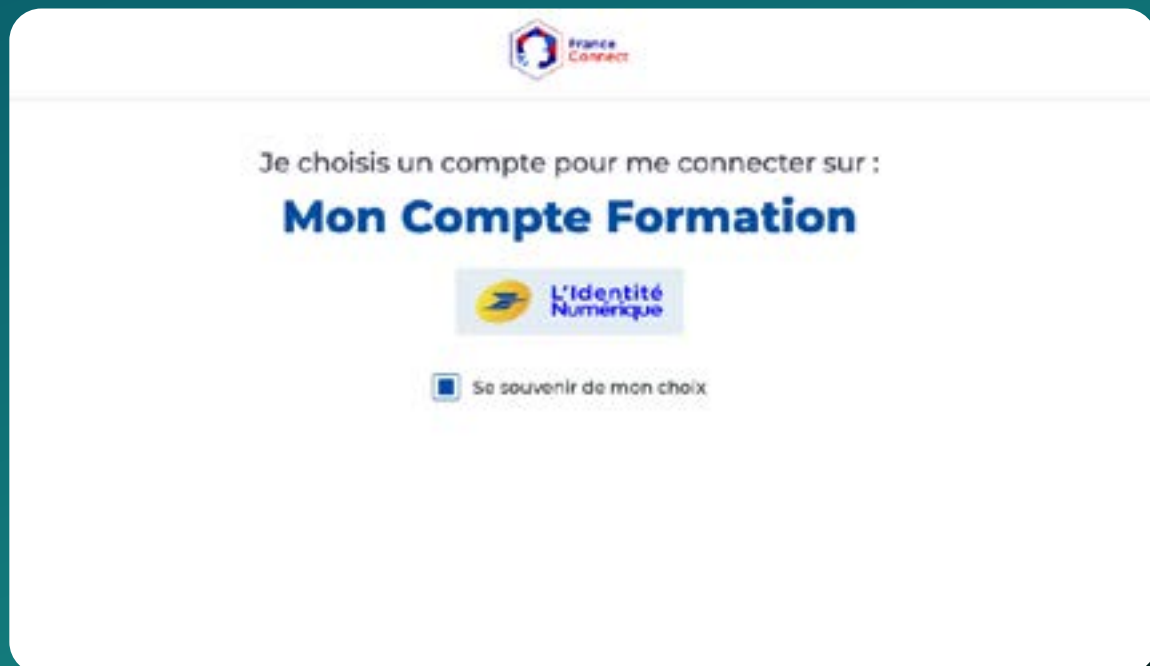 France
Connect
Je choisis un compte pour me connecter sur :
Mon Compte Formation
L'Identité
Numérique
Se souvenir de mon choix